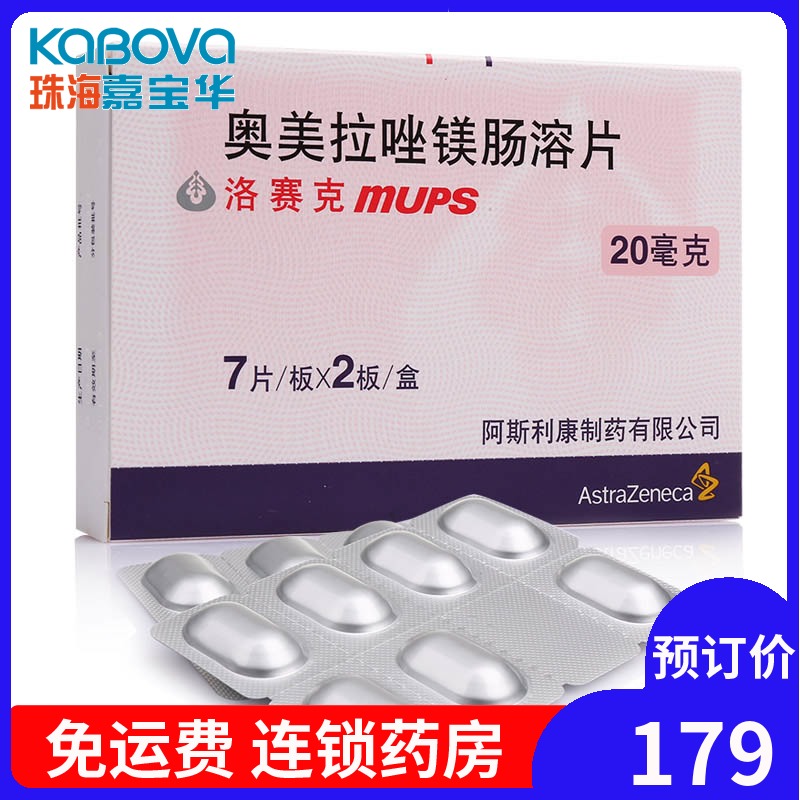 KABOVA
珠海嘉宝华
奥美拉唑镁肠溶片
洛赛克 MUPS
20毫克
7片/板X2板/盒
阿斯利康制药有限公司
AstraZeneca
预订价
179
免运费 连锁药房